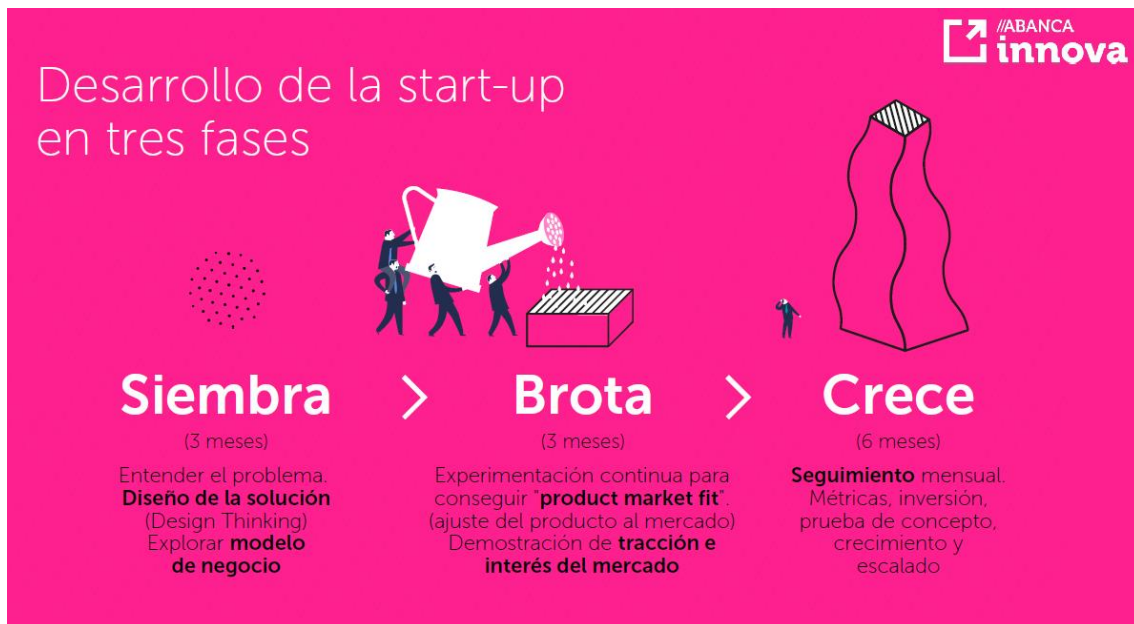 //ABANCA
innova
Desarrollo de la start-up
en tres fases
Siembra
(3 meses)
Entender el problema.
Diseño de la solución
(Design Thinking)
Explorar modelo
de negocio
>
Brota
(3 meses)
Experimentación continua para
conseguir "product market fit".
(ajuste del producto al mercado)
Demostración de tracción e
interés del mercado
>
Crece
(6 meses)
Seguimiento mensual.
Métricas, inversión,
prueba de concepto,
crecimiento y
escalado